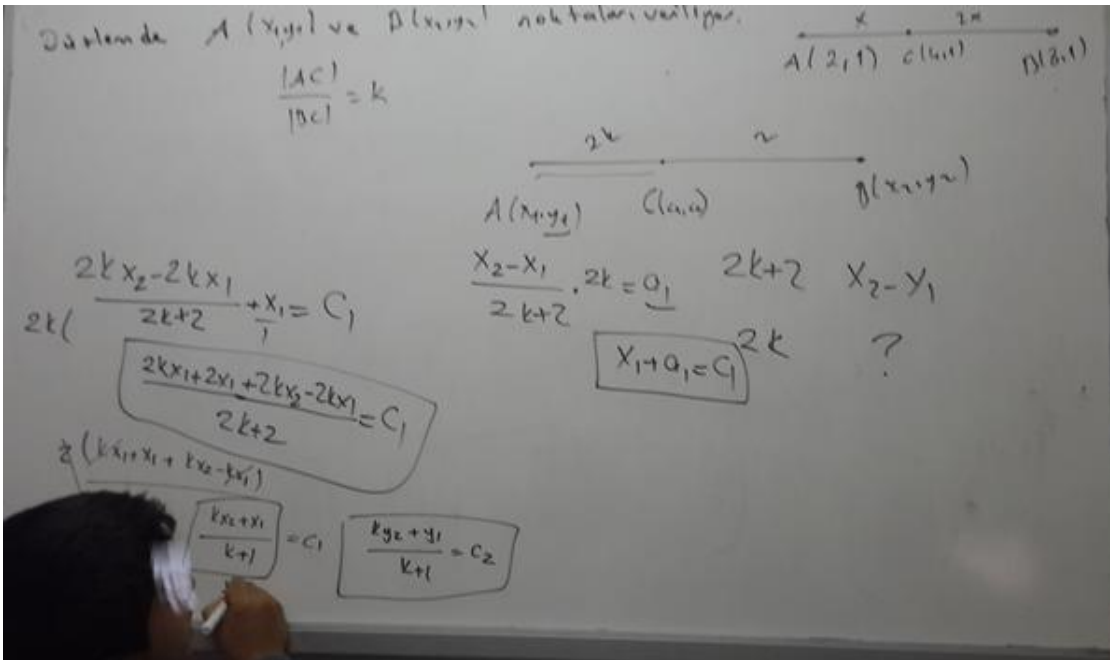 Düzlemde A(x₁,y₁) ve B(x₂,y₂) noktaları veriliyor.
|AC|
|BC|
= k
x 2x
A(2,1) C(4,1) B(8,1)
2k 2
A(x₁,y₁) C(a,a) B(x₂,y₂)
X₂-X₁
2k+2
. 2k = a₁
2k+2 X₂-Y₁
X₁+a₁=C₁
2k ?
2kx₂-2kx₁
2k+2
+ X₁
1
= C₁
2k(
2kx₁+2x₁+2kx₂-2kx₁
2k+2
= C₁
2(kx₁+x₁+kx₂-kx₁)
kx₂+x₁
k+1
= C₁
ky₂+y₁
k+1
= C₂